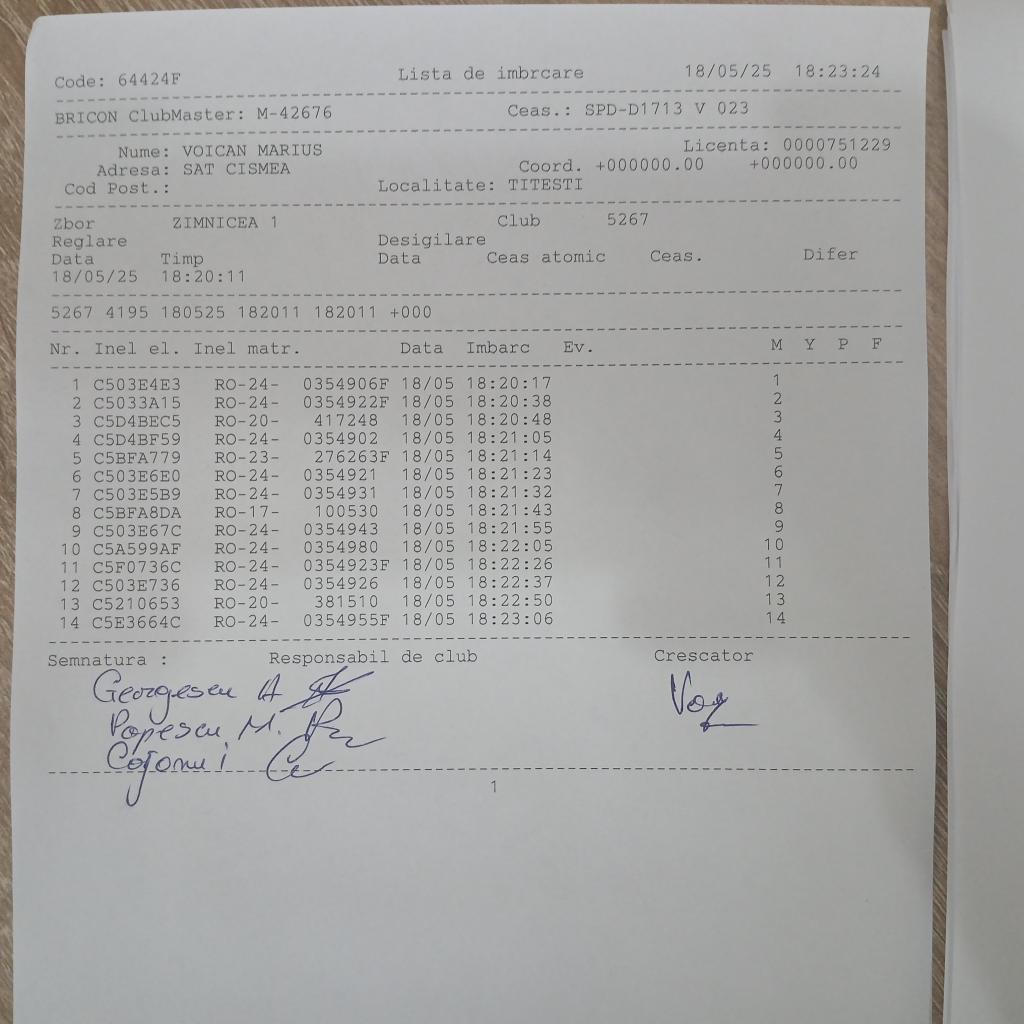 Code: 64424F Lista de imbrcare 18/05/25 18:23:24
BRICON ClubMaster: M-42676 Ceas.: SPD-D1713 V 023
Nume: VOICAN MARIUS Licenta: 0000751229
Adresa: SAT CISMEA Coord. +000000.00 +000000.00
Cod Post.: Localitate: TITESTI
Zbor ZIMNICEA 1 Club 5267
Reglare Desigilare
Data Timp Data Ceas atomic Ceas. Difer
18/05/25 18:20:11
5267 4195 180525 182011 182011 +000
Nr. Inel el. Inel matr. Data Imbarc Ev. M Y P F
1 C503E4E3 RO-24- 0354906F 18/05 18:20:17 1
2 C5033A15 RO-24- 0354922F 18/05 18:20:38 2
3 C5D4BEC5 RO-20- 417248 18/05 18:20:48 3
4 C5D4BF59 RO-24- 0354902 18/05 18:21:05 4
5 C5BFA779 RO-23- 276263F 18/05 18:21:14 5
6 C503E6E0 RO-24- 0354921 18/05 18:21:23 6
7 C503E5B9 RO-24- 0354931 18/05 18:21:32 7
8 C5BFA8DA RO-17- 100530 18/05 18:21:43 8
9 C503E67C RO-24- 0354943 18/05 18:21:55 9
10 C5A599AF RO-24- 0354980 18/05 18:22:05 10
11 C5F0736C RO-24- 0354923F 18/05 18:22:26 11
12 C503E736 RO-24- 0354926 18/05 18:22:37 12
13 C5210653 RO-20- 381510 18/05 18:22:50 13
14 C5E3664C RO-24- 0354955F 18/05 18:23:06 14
Semnatura : Responsabil de club Crescator
Georgescu A
Popescu M.
1